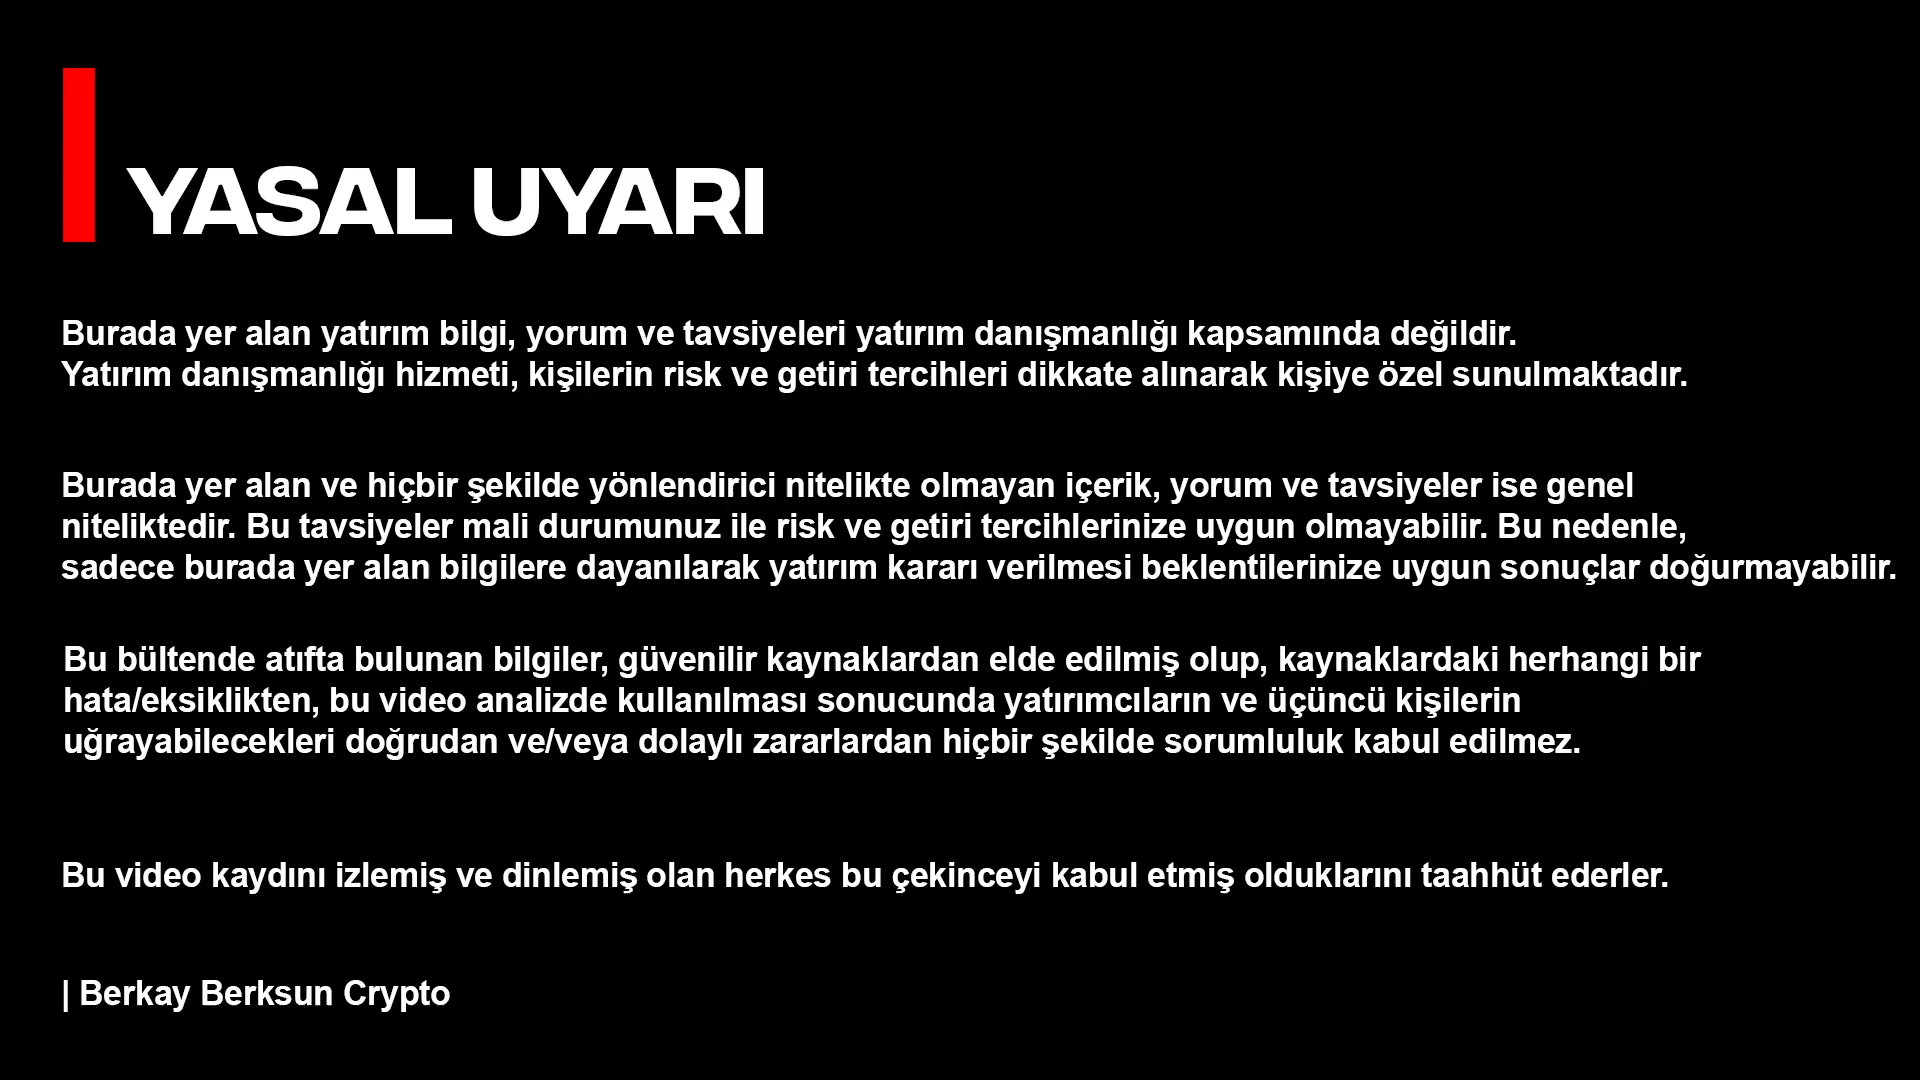 YASAL UYARI
Burada yer alan yatırım bilgi, yorum ve tavsiyeleri yatırım danışmanlığı kapsamında değildir.
Yatırım danışmanlığı hizmeti, kişilerin risk ve getiri tercihleri dikkate alınarak kişiye özel sunulmaktadır.
Burada yer alan ve hiçbir şekilde yönlendirici nitelikte olmayan içerik, yorum ve tavsiyeler ise genel
niteliktedir. Bu tavsiyeler mali durumunuz ile risk ve getiri tercihlerinize uygun olmayabilir. Bu nedenle,
sadece burada yer alan bilgilere dayanılarak yatırım kararı verilmesi beklentilerinize uygun sonuçlar doğurmayabilir.
Bu bültende atıfta bulunan bilgiler, güvenilir kaynaklardan elde edilmiş olup, kaynaklardaki herhangi bir
hata/eksiklikten, bu video analizde kullanılması sonucunda yatırımcıların ve üçüncü kişilerin
uğrayabilecekleri doğrudan ve/veya dolaylı zararlardan hiçbir şekilde sorumluluk kabul edilmez.
Bu video kaydını izlemiş ve dinlemiş olan herkes bu çekinceyi kabul etmiş olduklarını taahhüt ederler.
| Berkay Berksun Crypto